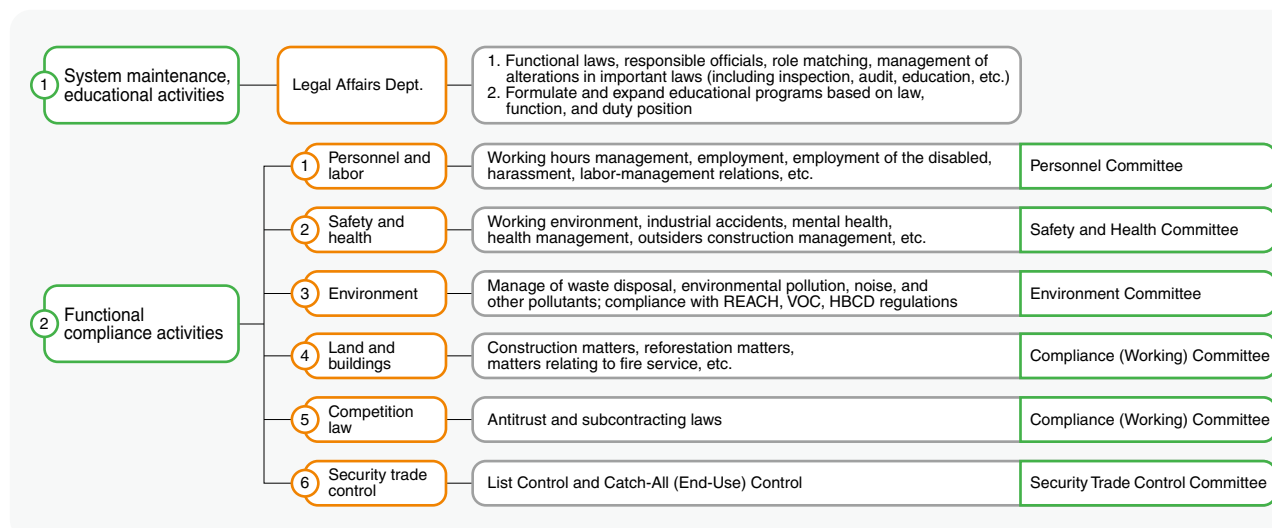 1
System maintenance,
educational activities
Legal Affairs Dept.
1. Functional laws, responsible officials, role matching, management of
alterations in important laws (including inspection, audit, education, etc.)
2. Formulate and expand educational programs based on law,
function, and duty position
2
Functional
compliance activities
1
Personnel and
labor
Working hours management, employment, employment of the disabled,
harassment, labor-management relations, etc.
Personnel Committee
2
Safety and
health
Working environment, industrial accidents, mental health,
health management, outsiders construction management, etc.
Safety and Health Committee
3
Environment
Manage of waste disposal, environmental pollution, noise, and
other pollutants; compliance with REACH, VOC, HBCD regulations
Environment Committee
4
Land and
buildings
Construction matters, reforestation matters,
matters relating to fire service, etc.
Compliance (Working) Committee
5
Competition
law
Antitrust and subcontracting laws
Compliance (Working) Committee
6
Security trade
control
List Control and Catch-All (End-Use) Control
Security Trade Control Committee